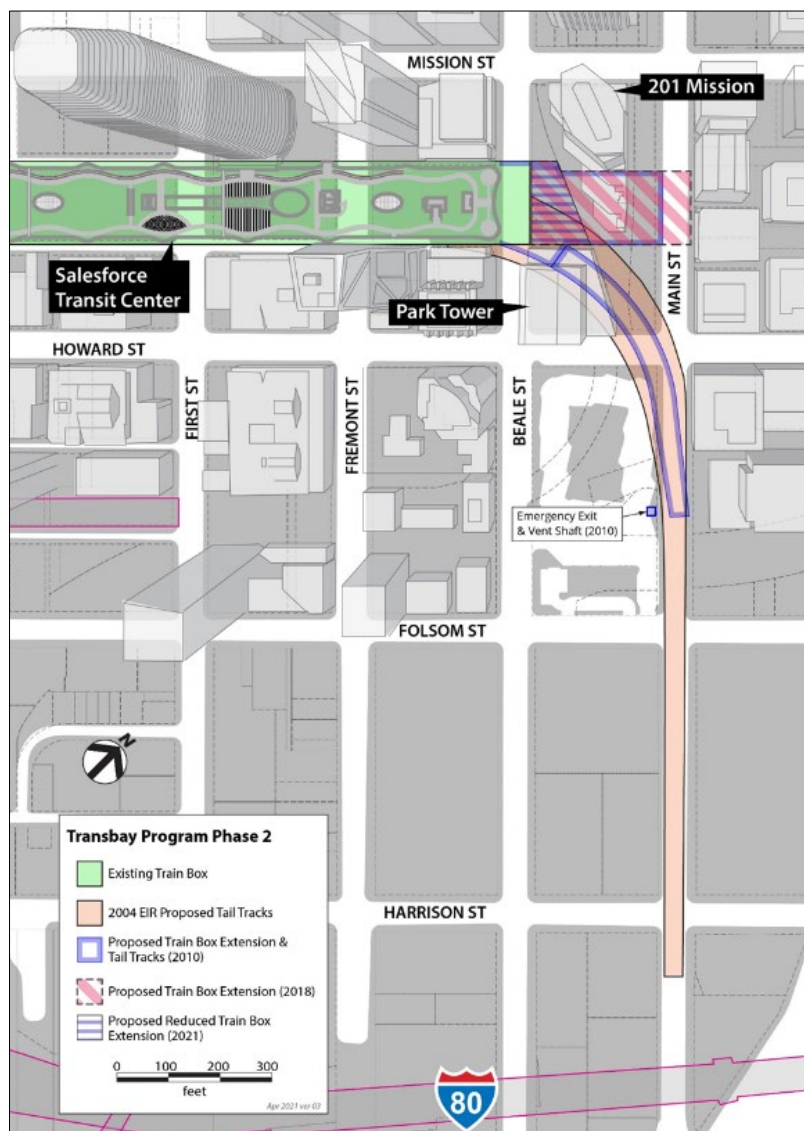 MISSION ST
201 Mission
Salesforce
Transit Center
MAIN ST
Park Tower
HOWARD ST
FIRST ST
FREMONT ST
BEALE ST
Emergency Exit
& Vent Shaft (2010)
FOLSOM ST
N
Transbay Program Phase 2
Existing Train Box
2004 EIR Proposed Tail Tracks
HARRISON ST
Proposed Train Box Extension &
Tail Tracks (2010)
Proposed Train Box Extension (2018)
Proposed Reduced Train Box
Extension (2021)
0 100 200 300
feet
Apr 2021 ver 03
80